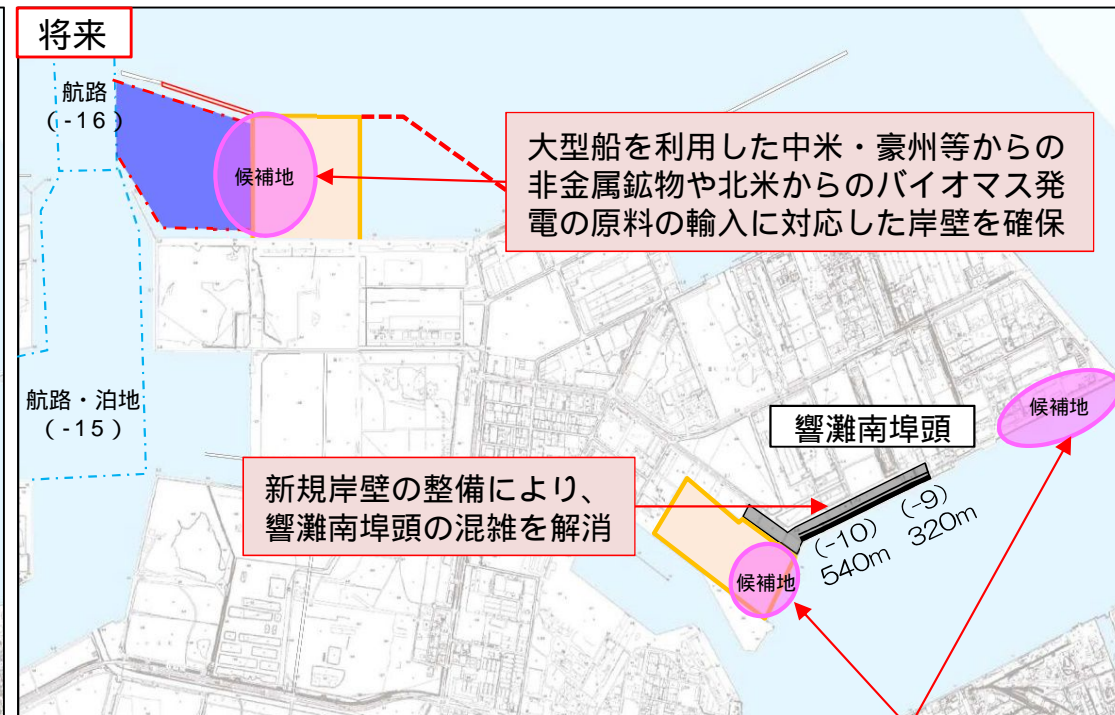 将来
航路
(-16)
候補地
大型船を利用した中米・豪州等からの
非金属鉱物や北米からのバイオマス発
電の原料の輸入に対応した岸壁を確保
航路・泊地
(-15)
候補地
響灘南埠頭
新規岸壁の整備により、
響灘南埠頭の混雑を解消
(-10) (-9)
540m 320m
候補地